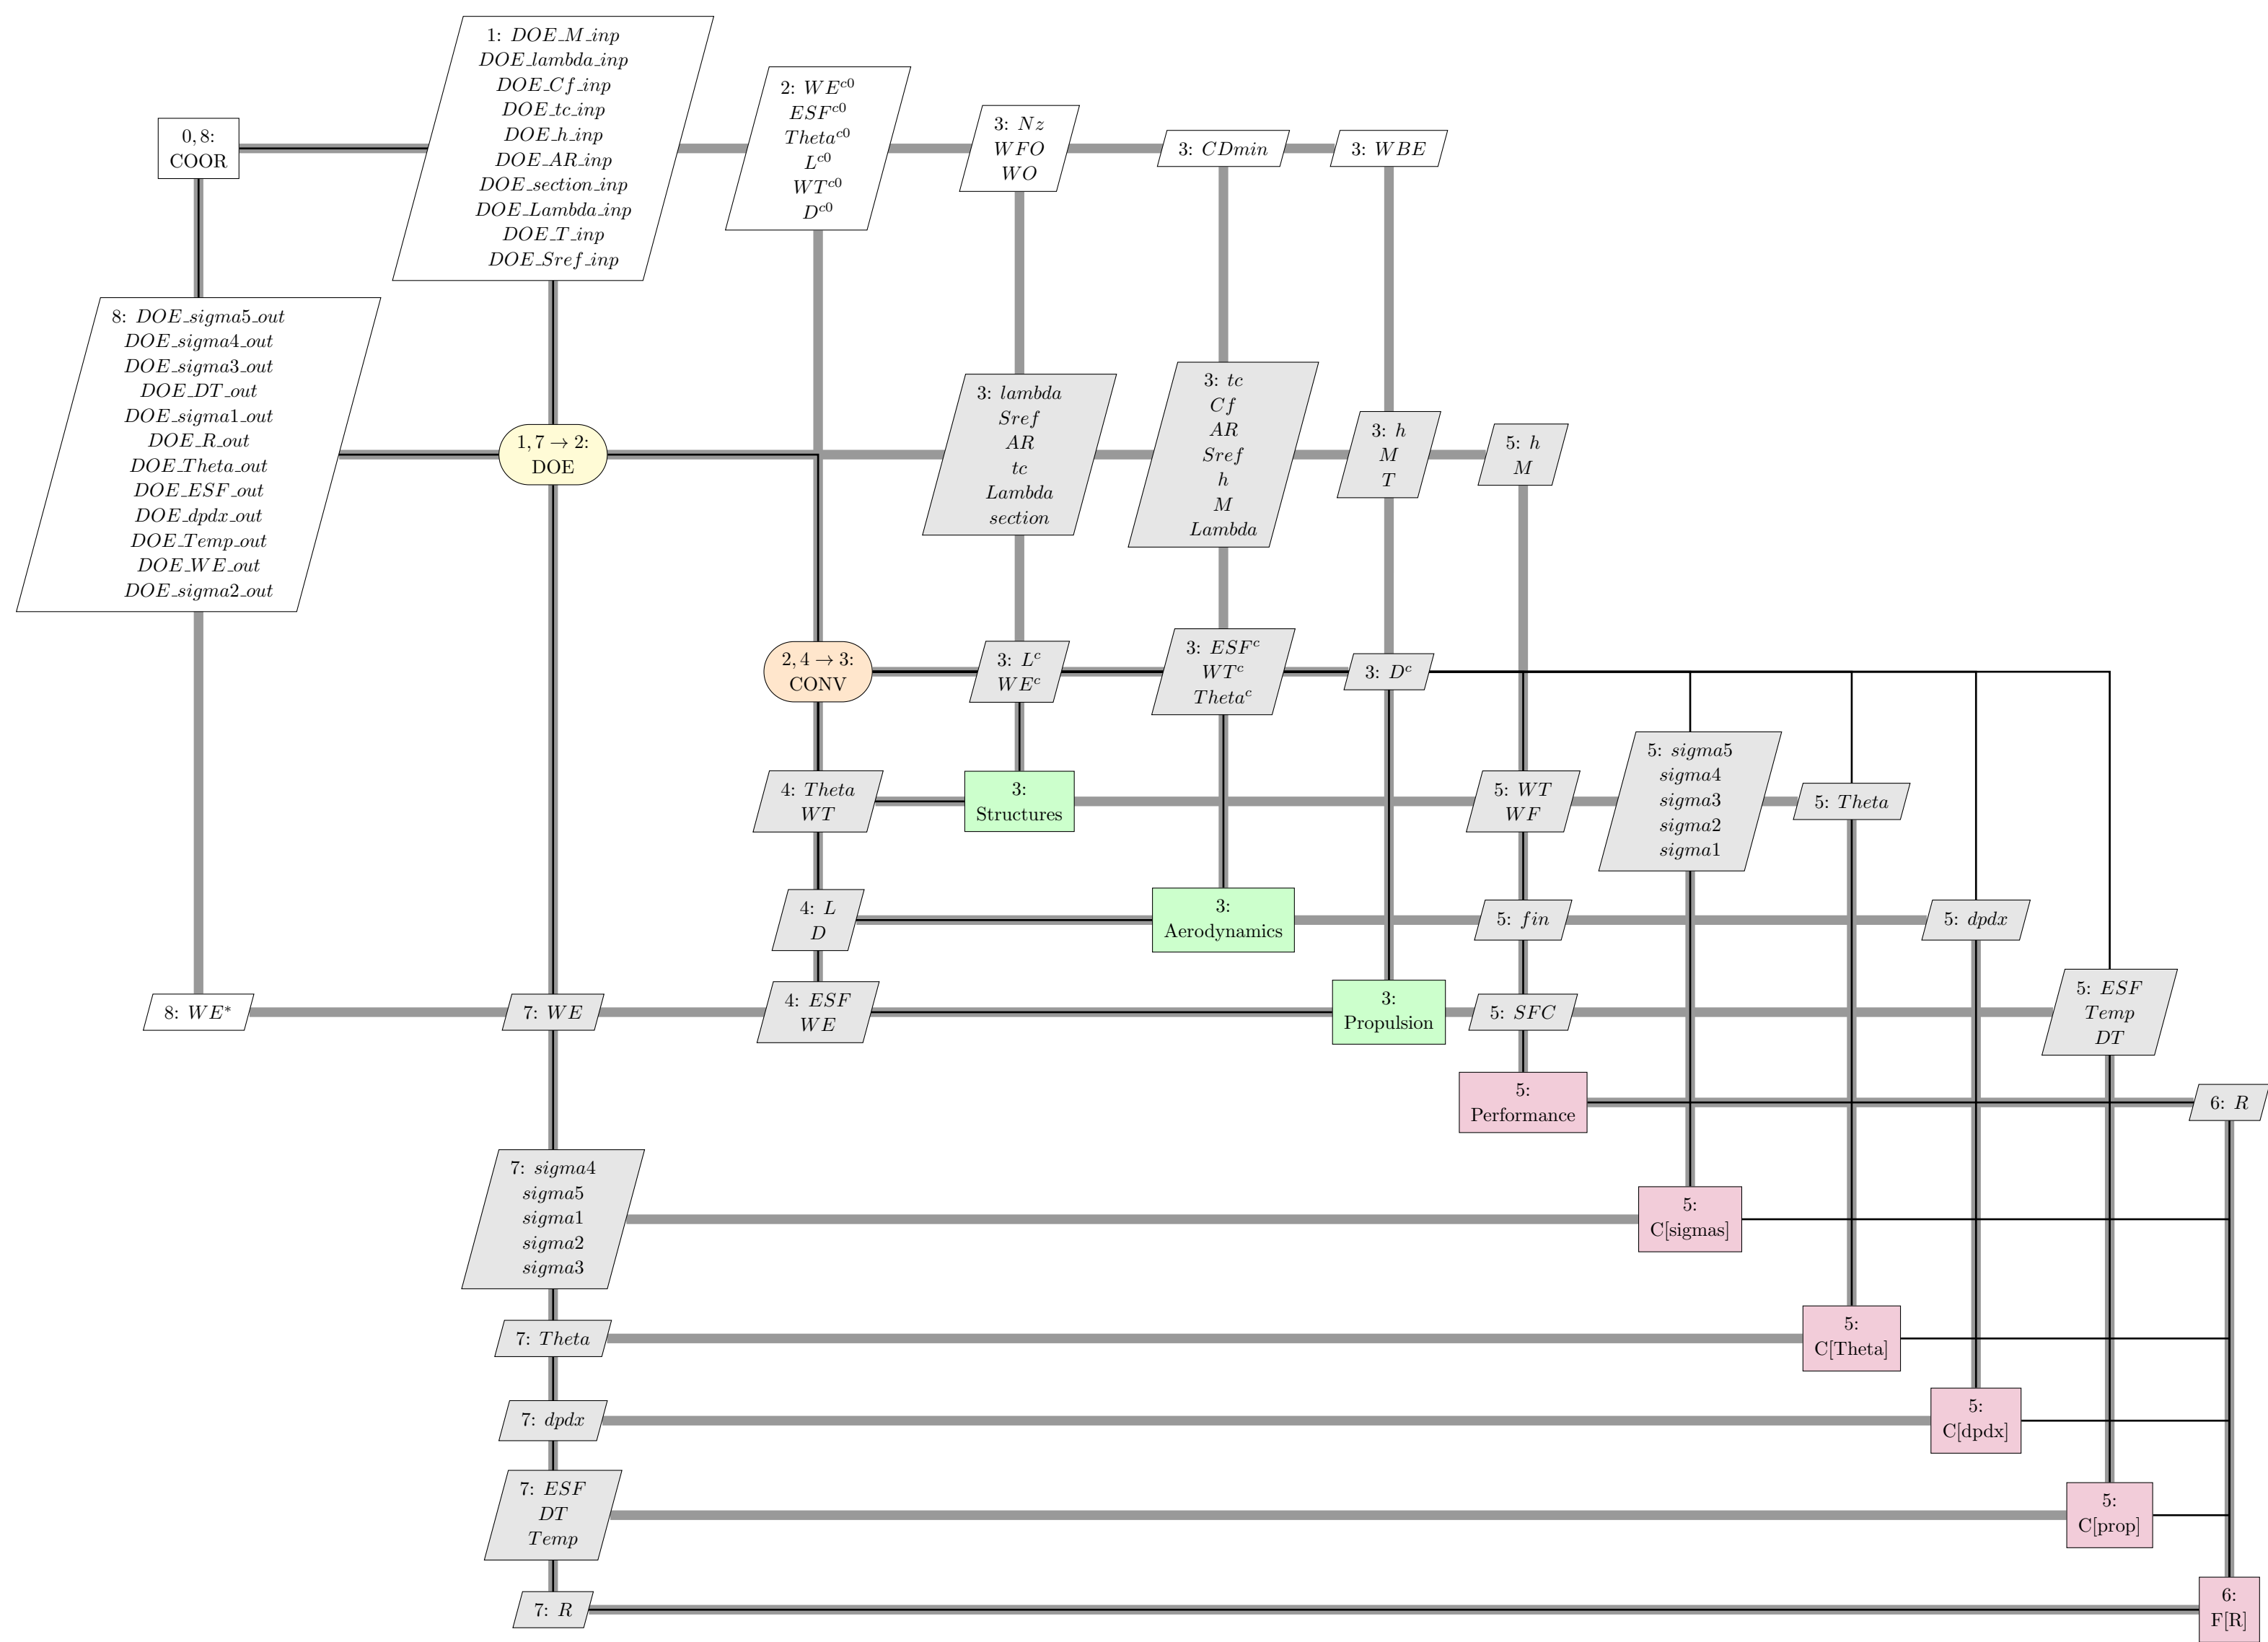 0, 8:
COOR
1: DOE_M_inp
DOE_lambda_inp
DOE_Cf_inp
DOE_tc_inp
DOE_h_inp
DOE_AR_inp
DOE_section_inp
DOE_Lambda_inp
DOE_T_inp
DOE_Sref_inp
2: WE^c0
ESF^c0
Theta^c0
L^c0
WT^c0
D^c0
3: Nz
WFO
WO
3: CDmin
3: WBE
8: DOE_sigma5_out
DOE_sigma4_out
DOE_sigma3_out
DOE_DT_out
DOE_sigma1_out
DOE_R_out
DOE_Theta_out
DOE_ESF_out
DOE_dpdx_out
DOE_Temp_out
DOE_WE_out
DOE_sigma2_out
1, 7 → 2:
DOE
3: lambda
Sref
AR
tc
Lambda
section
3: tc
Cf
AR
Sref
h
M
Lambda
3: h
M
T
5: h
M
2, 4 → 3:
CONV
3: L^c
WE^c
3: ESF^c
WT^c
Theta^c
3: D^c
4: Theta
WT
3:
Structures
5: WT
WF
5: sigma5
sigma4
sigma3
sigma2
sigma1
5: Theta
4: L
D
3:
Aerodynamics
5: fin
5: dpdx
8: WE*
7: WE
4: ESF
WE
3:
Propulsion
5: SFC
5: ESF
Temp
DT
5:
Performance
6: R
7: sigma4
sigma5
sigma1
sigma2
sigma3
5:
C[sigmas]
7: Theta
5:
C[Theta]
7: dpdx
5:
C[dpdx]
7: ESF
DT
Temp
5:
C[prop]
7: R
6:
F[R]